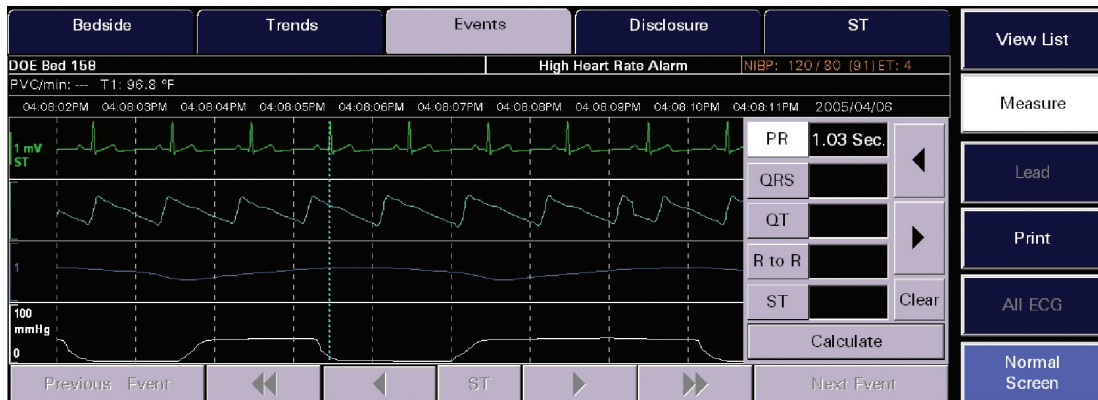 Bedside Trends Events Disclosure ST
View List
DOE Bed 158 High Heart Rate Alarm NIBP: 120/80 (91)ET: 4
PVC/min: --- T1: 96.8 °F
04:08:02PM 04:08:03PM 04:08:04PM 04:08:05PM 04:08:06PM 04:08:07PM 04:08:08PM 04:08:09PM 04:08:10PM 04:08:11PM 2005/04/06
Measure
1 mV
ST
PR 1.03 Sec.
QRS
Lead
QT
Print
1
R to R
100
mmHg
0
ST Clear
All ECG
Calculate
Previous Event ST Next Event
Normal
Screen